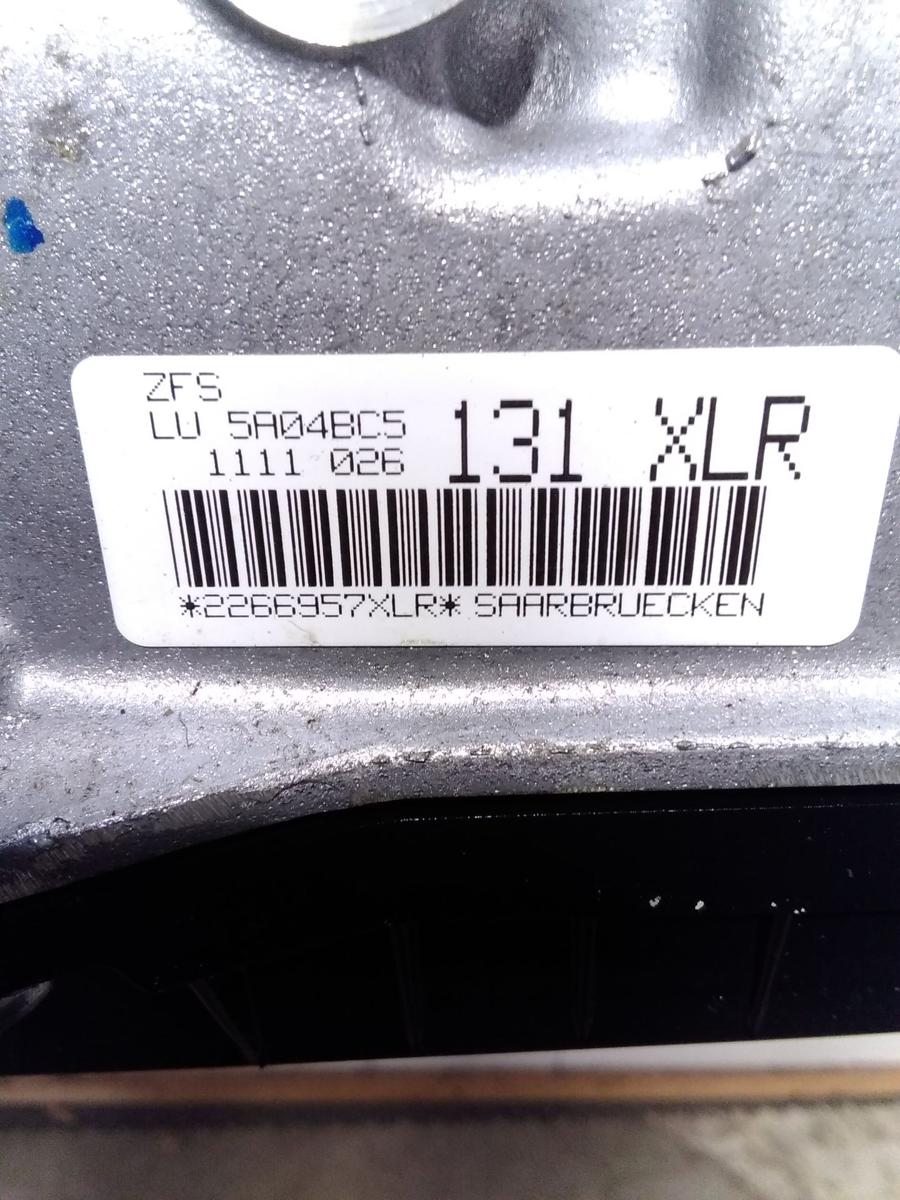 ZFS
LU 5A04BC5
1111 026
131 XLR
*2266957XLR* SAARBRUECKEN